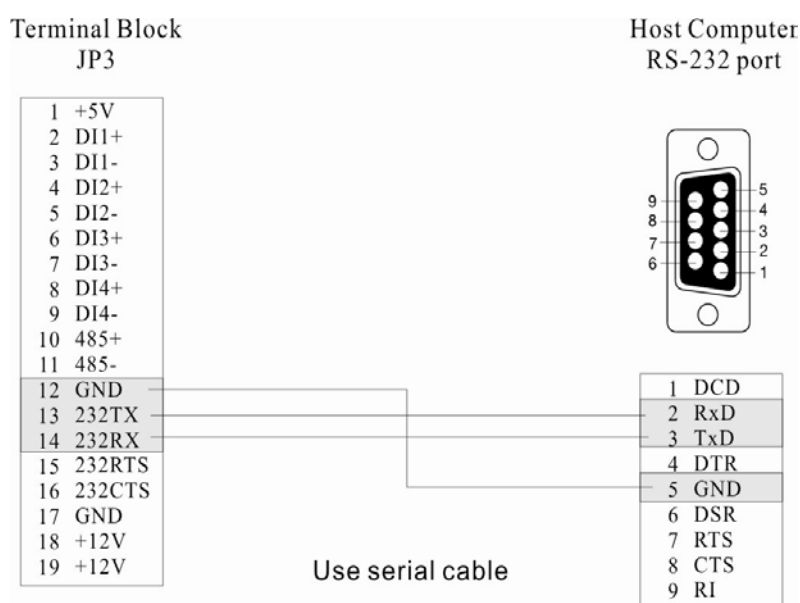 Terminal Block
JP3
1 +5V
2 DI1+
3 DI1-
4 DI2+
5 DI2-
6 DI3+
7 DI3-
8 DI4+
9 DI4-
10 485+
11 485-
12 GND
13 232TX
14 232RX
15 232RTS
16 232CTS
17 GND
18 +12V
19 +12V
Host Computer
RS-232 port
9
8
7
6
5
4
3
2
1
1 DCD
2 RxD
3 TxD
4 DTR
5 GND
6 DSR
7 RTS
8 CTS
9 RI
Use serial cable